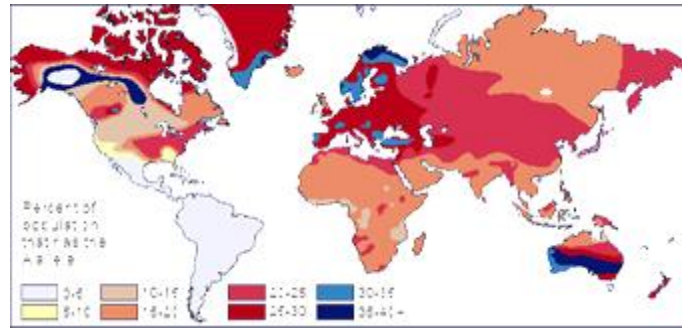 Percent of
population
that has the
A allele
0-5 10-15 20-25 30-35
5-10 15-20 25-30 35-40+